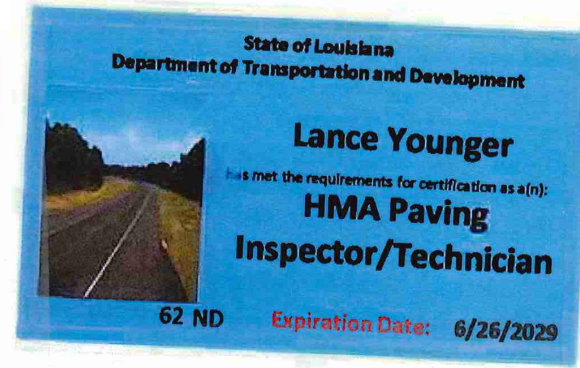 State of Louisiana
Department of Transportation and Development
Lance Younger
has met the requirements for certification as a(n):
HMA Paving
Inspector/Technician
62 ND
Expiration Date: 6/26/2029